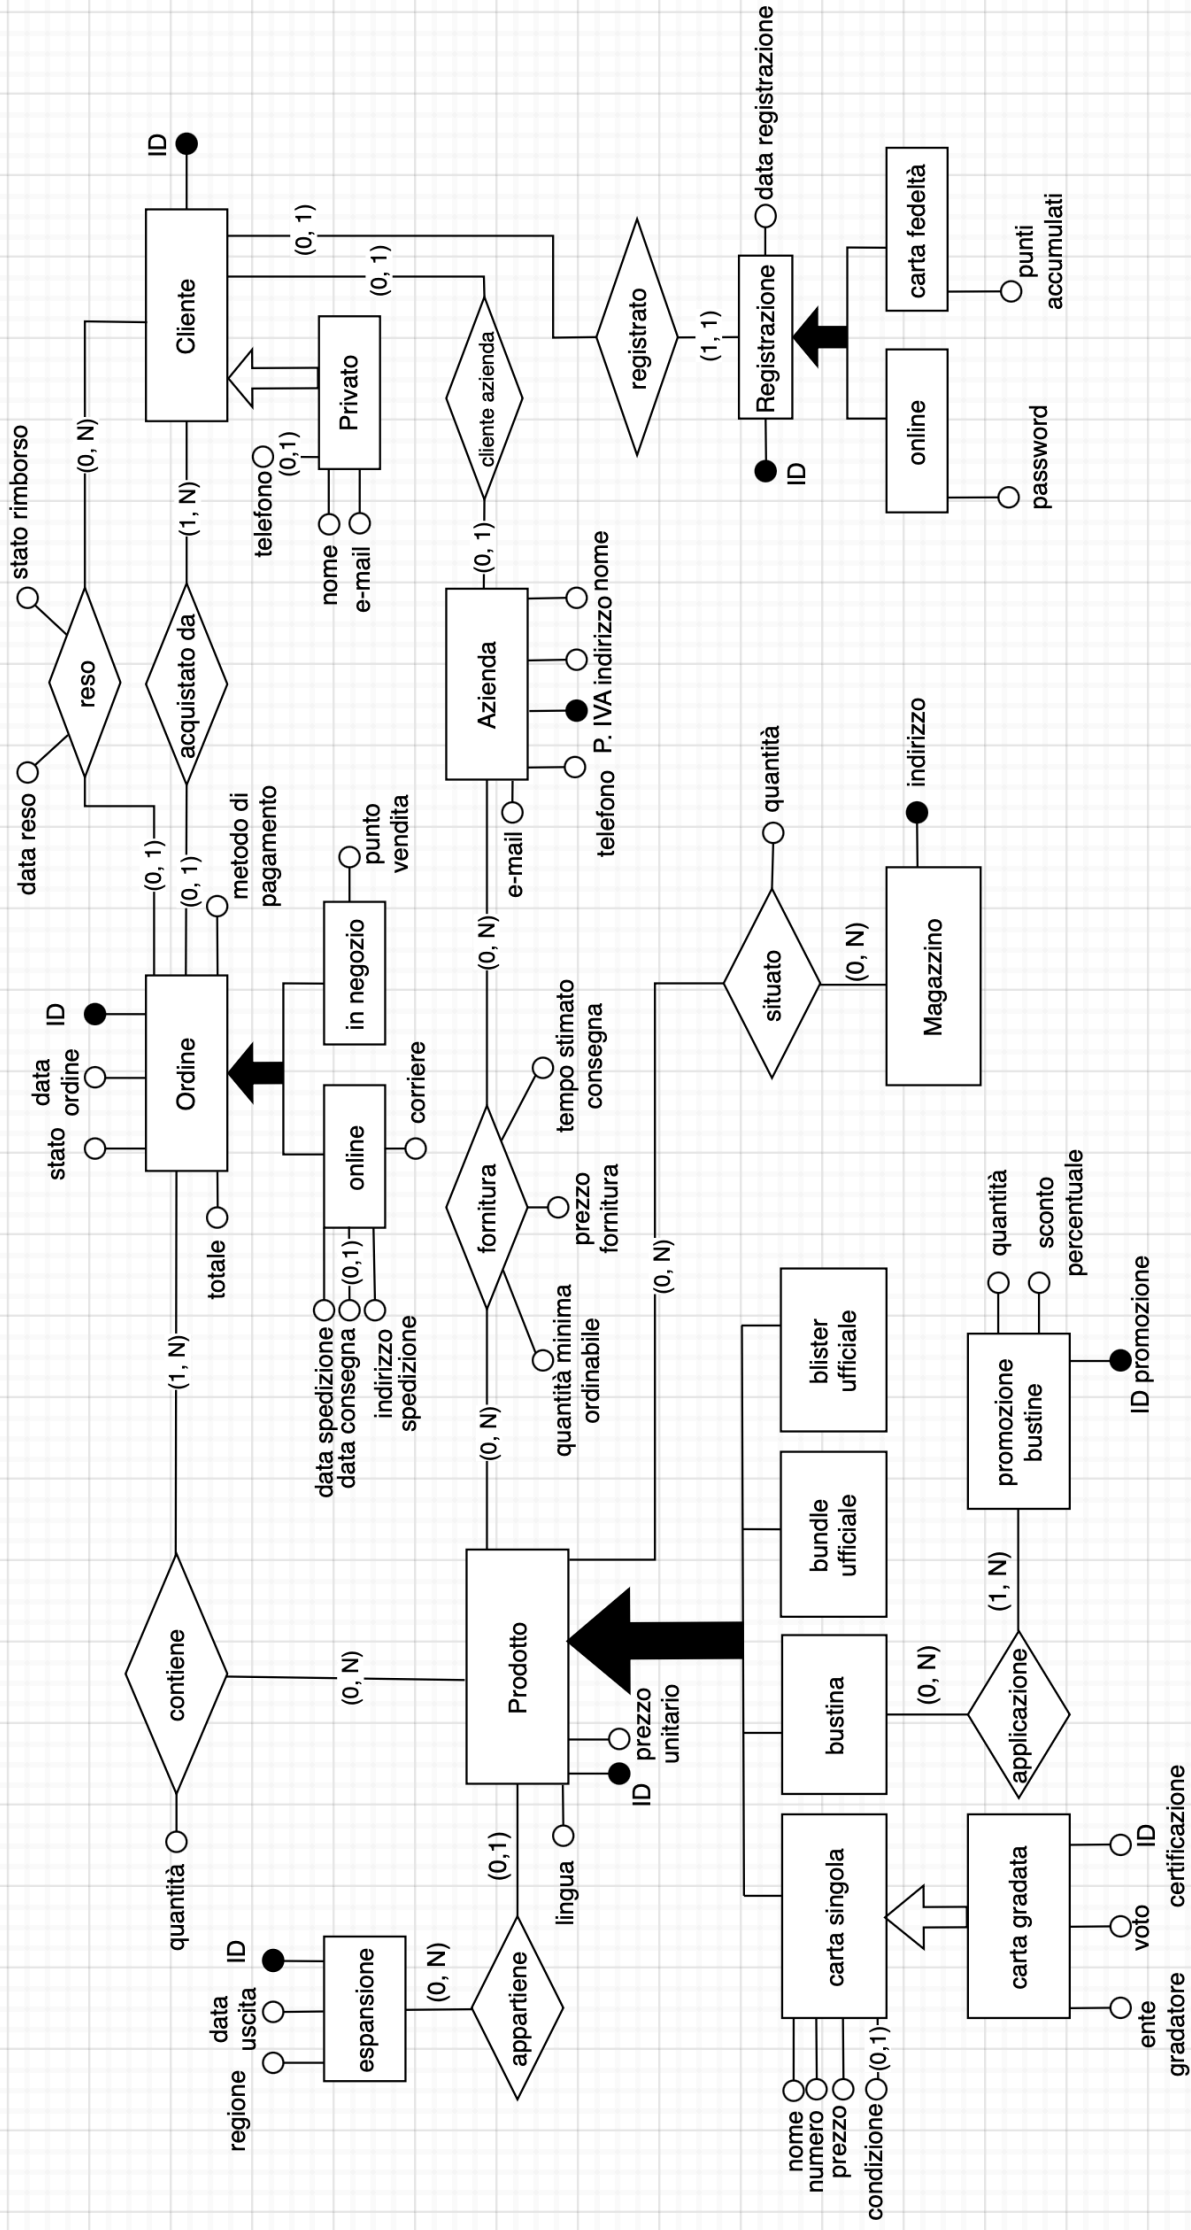 data reso
stato rimborso
reso
(0, N)
stato
data
ordine
ID
(0, 1)
ID
quantità
contiene
(1, N)
Ordine
(0, 1)
acquistato da
(1, N)
Cliente
totale
metodo di
pagamento
regione
data
uscita
ID
telefono
(0,1)
(0, 1)
nome
e-mail
Privato
espansione
(0, N)
(0, N)
data spedizione
data consegna
(0,1)
indirizzo
spedizione
online
corriere
in negozio
punto
vendita
(0, 1)
appartiene
(0,1)
lingua
Prodotto
(0, N)
fornitura
(0, N)
e-mail
Azienda
(0, 1)
cliente azienda
quantità minima
ordinabile
prezzo
fornitura
tempo stimato
consegna
telefono
P. IVA
indirizzo
nome
ID
prezzo
unitario
(0, N)
registrato
(1, 1)
situato
quantità
ID
Registrazione
data registrazione
nome
numero
prezzo
condizione
(0,1)
carta singola
bustina
bundle
ufficiale
blister
ufficiale
(0, N)
Magazzino
indirizzo
online
carta fedeltà
(0, N)
password
punti
accumulati
carta gradata
applicazione
(1, N)
promozione
bustine
quantità
sconto
percentuale
ente
gradatore
voto
ID
certificazione
ID promozione